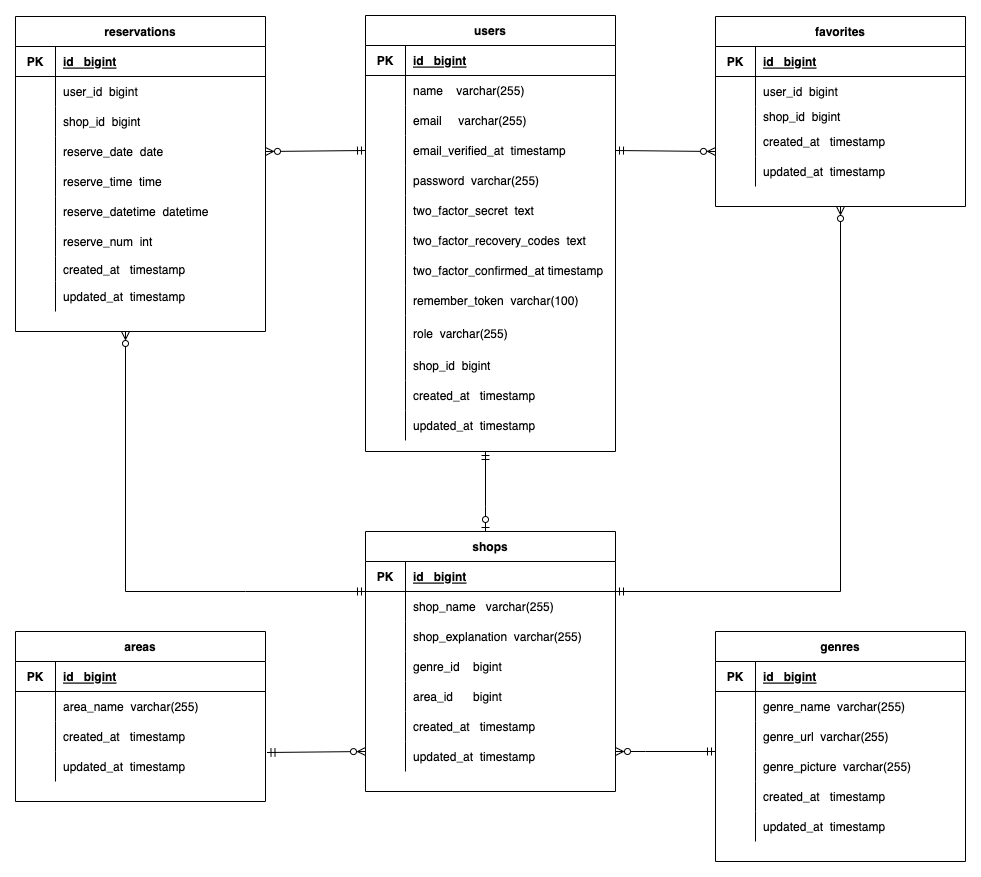 reservations
PK id bigint
user_id bigint
shop_id bigint
reserve_date date
reserve_time time
reserve_datetime datetime
reserve_num int
created_at timestamp
updated_at timestamp
users
PK id bigint
name varchar(255)
email varchar(255)
email_verified_at timestamp
password varchar(255)
two_factor_secret text
two_factor_recovery_codes text
two_factor_confirmed_at timestamp
remember_token varchar(100)
role varchar(255)
shop_id bigint
created_at timestamp
updated_at timestamp
favorites
PK id bigint
user_id bigint
shop_id bigint
created_at timestamp
updated_at timestamp
shops
PK id bigint
shop_name varchar(255)
shop_explanation varchar(255)
genre_id bigint
area_id bigint
created_at timestamp
updated_at timestamp
areas
PK id bigint
area_name varchar(255)
created_at timestamp
updated_at timestamp
genres
PK id bigint
genre_name varchar(255)
genre_url varchar(255)
genre_picture varchar(255)
created_at timestamp
updated_at timestamp